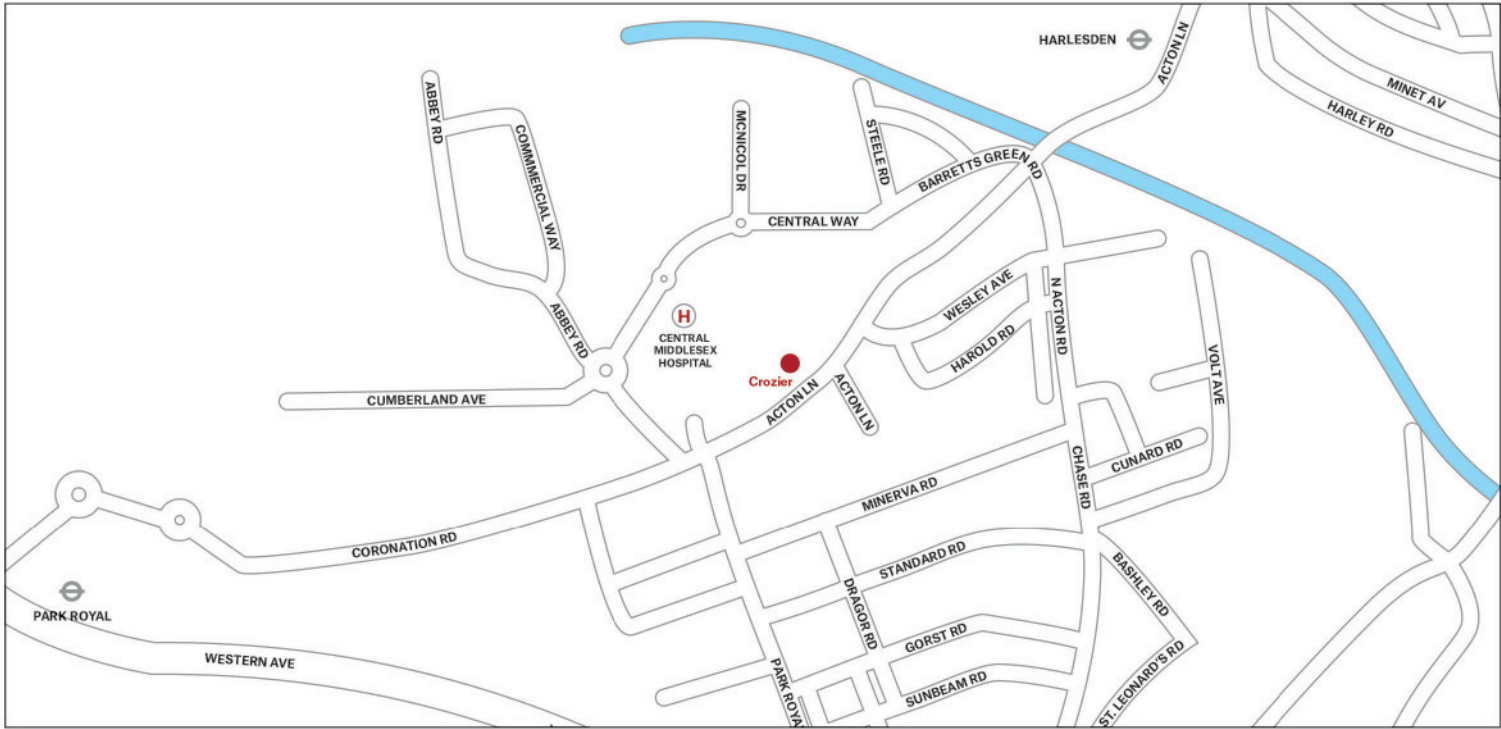 HARLESDEN
ACTON LN
MINET AV
HARLEY RD
ABBEY RD
COMMMERCIAL WAY
MCNICOL DR
STEELE RD
BARRETTS GREEN RD
CENTRAL WAY
ABBEY RD
H
CENTRAL
MIDDLESEX
HOSPITAL
WESLEY AVE
N ACTON RD
HAROLD RD
VOLT AVE
Crozier
ACTON LN
ACTON LN
CUMBERLAND AVE
CUNARD RD
CHASE RD
MINERVA RD
CORONATION RD
STANDARD RD
BASHLEY RD
DRAGOR RD
PARK ROYAL
GORST RD
WESTERN AVE
PARK ROYAL
SUNBEAM RD
ST. LEONARD'S RD